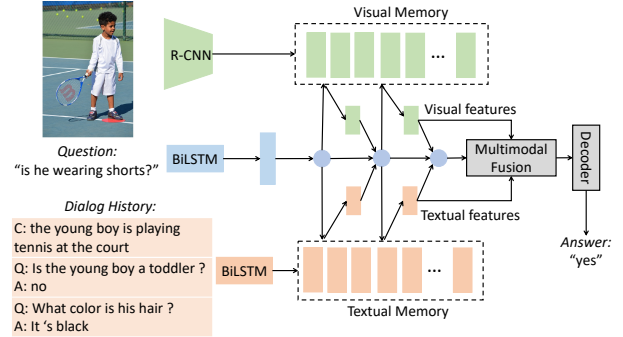 Visual Memory
R-CNN
...
Visual features
Question:
"is he wearing shorts?"
BiLSTM
Multimodal
Fusion
Decoder
Textual features
Dialog History:
C: the young boy is playing
tennis at the court
Q: Is the young boy a toddler ?
A: no
Q: What color is his hair ?
A: It 's black
BiLSTM
...
Textual Memory
Answer:
"yes"